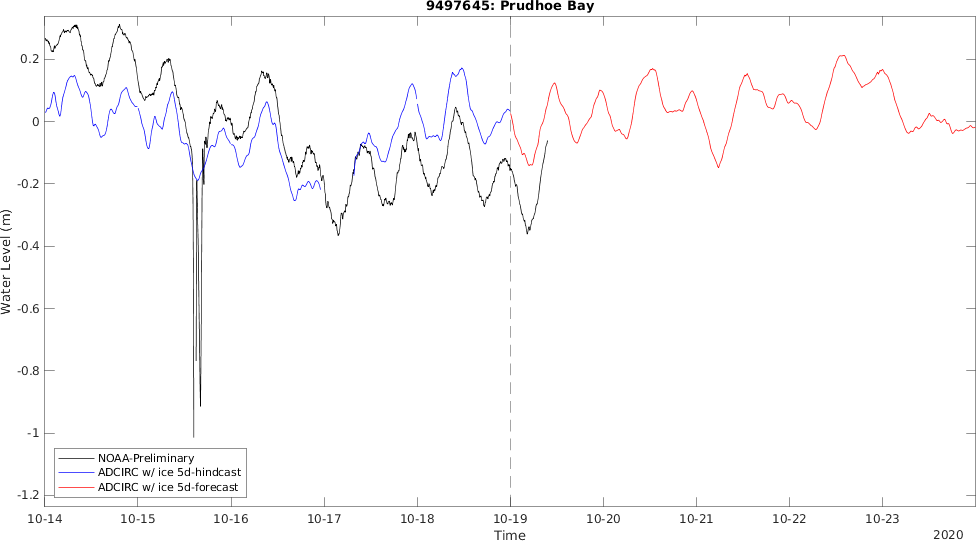 9497645: Prudhoe Bay
0.2
0
-0.2
-0.4
-0.6
-0.8
-1
-1.2
Water Level (m)
NOAA-Preliminary
ADCIRC w/ ice 5d-hindcast
ADCIRC w/ ice 5d-forecast
10-14 10-15 10-16 10-17 10-18 10-19 10-20 10-21 10-22 10-23
Time
2020